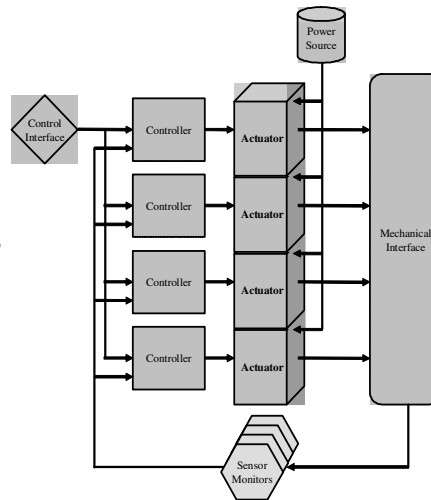 Power
Source
Control
Interface
Controller
Actuator
Controller
Actuator
Mechanical
Interface
Controller
Actuator
Controller
Actuator
Sensor
Monitors